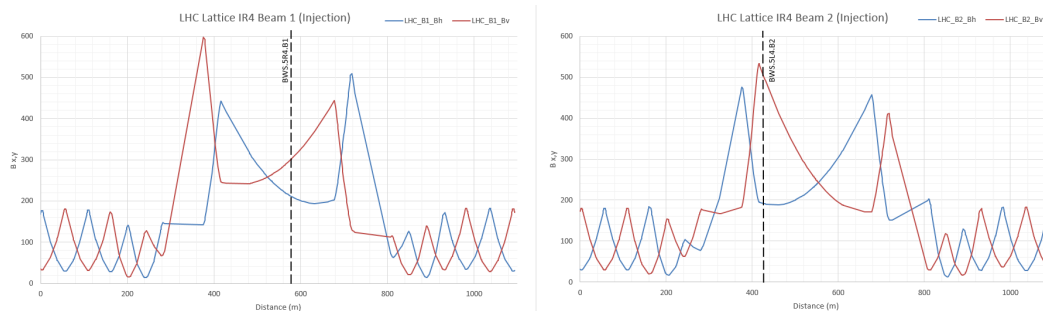 LHC Lattice IR4 Beam 1 (Injection)
LHC_B1_Bh LHC_B1_Bv
BWS.5R4.B1
B x,y
600
500
400
300
200
100
0
0 200 400 600 800 1000
Distance (m)
LHC Lattice IR4 Beam 2 (Injection)
LHC_B2_Bh LHC_B2_Bv
BWS.5L4.B2
B x,y
600
500
400
300
200
100
0
0 200 400 600 800 1000
Distance (m)